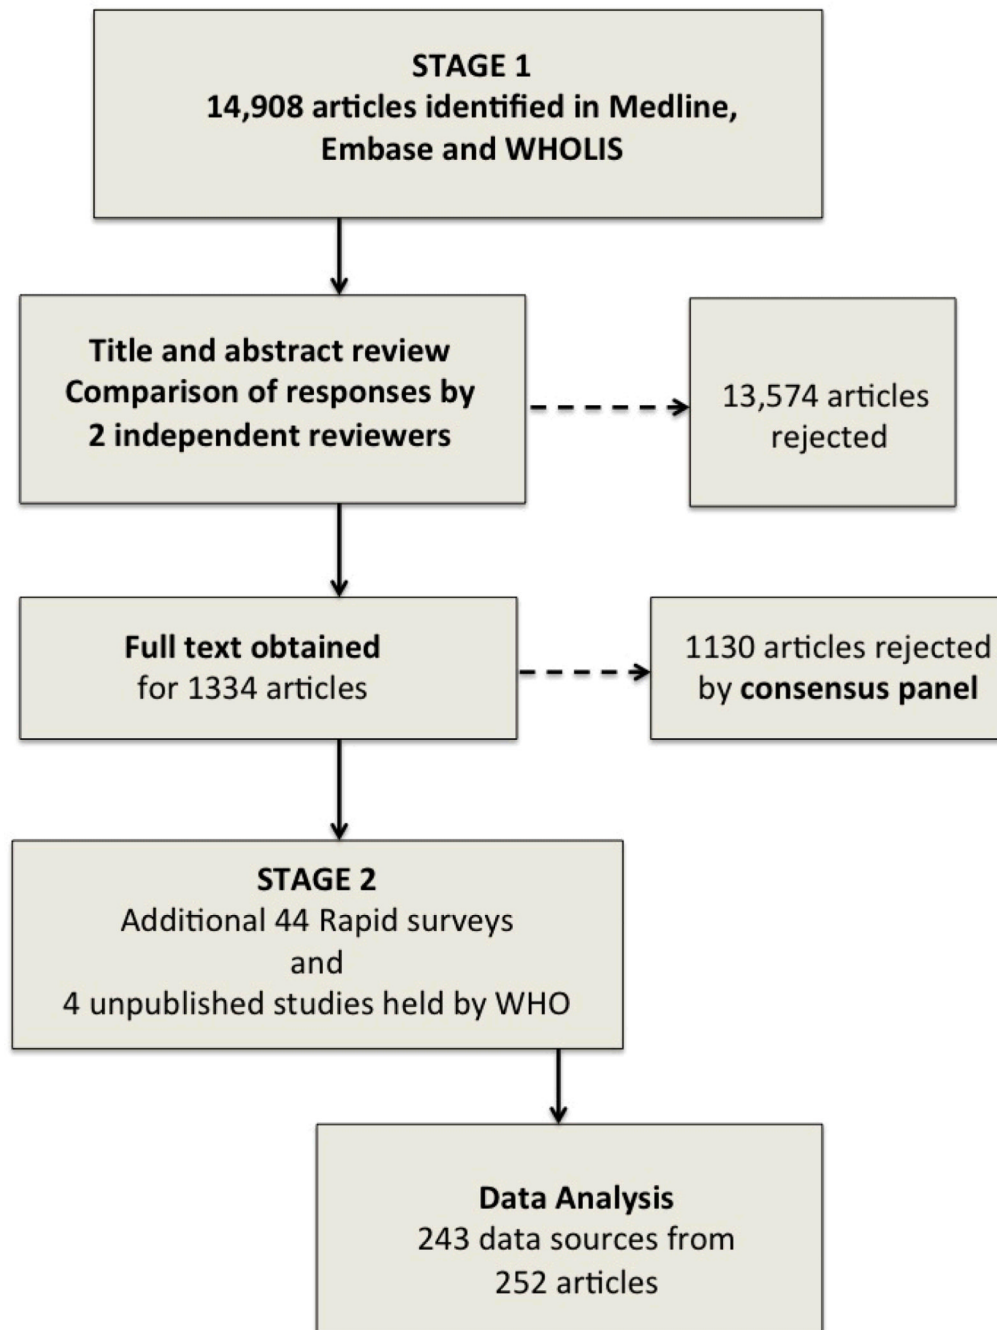 STAGE 1
14,908 articles identified in Medline,
Embase and WHOLIS
Title and abstract review
Comparison of responses by
2 independent reviewers
13,574 articles
rejected
Full text obtained
for 1334 articles
1130 articles rejected
by consensus panel
STAGE 2
Additional 44 Rapid surveys
and
4 unpublished studies held by WHO
Data Analysis
243 data sources from
252 articles